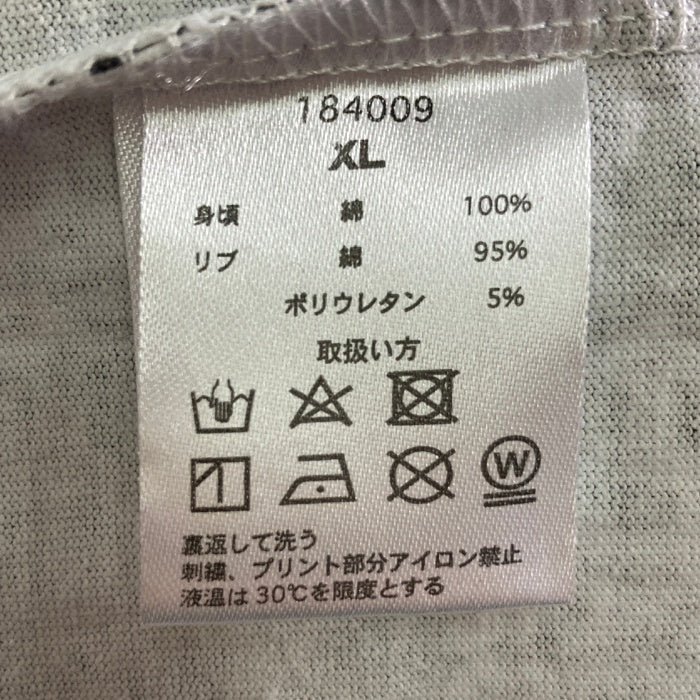 184009
XL
身頃 綿 100%
リブ 綿 95%
ポリウレタン 5%
取扱い方
W
裏返して洗う
刺繍、プリント部分アイロン禁止
液温は30℃を限度とする